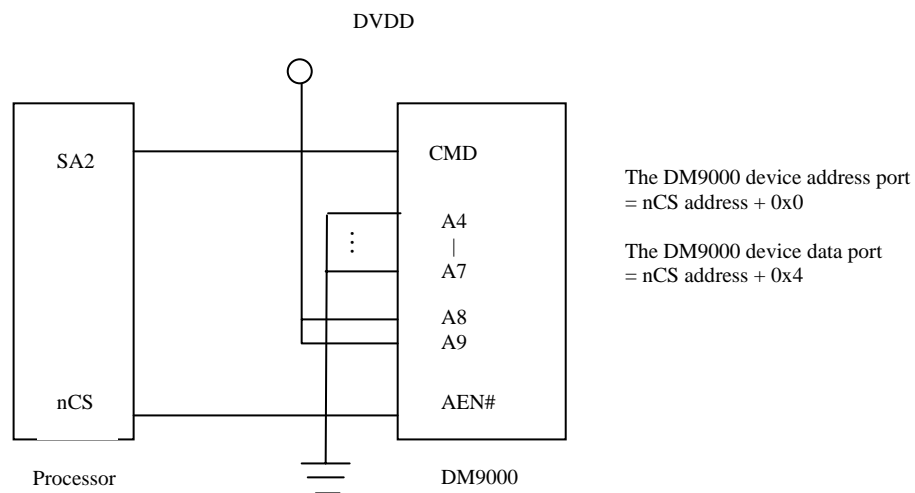 DVDD
SA2
CMD
The DM9000 device address port
= nCS address + 0x0
A4
⋮
|
The DM9000 device data port
= nCS address + 0x4
A7
A8
A9
nCS
AEN#
Processor
DM9000